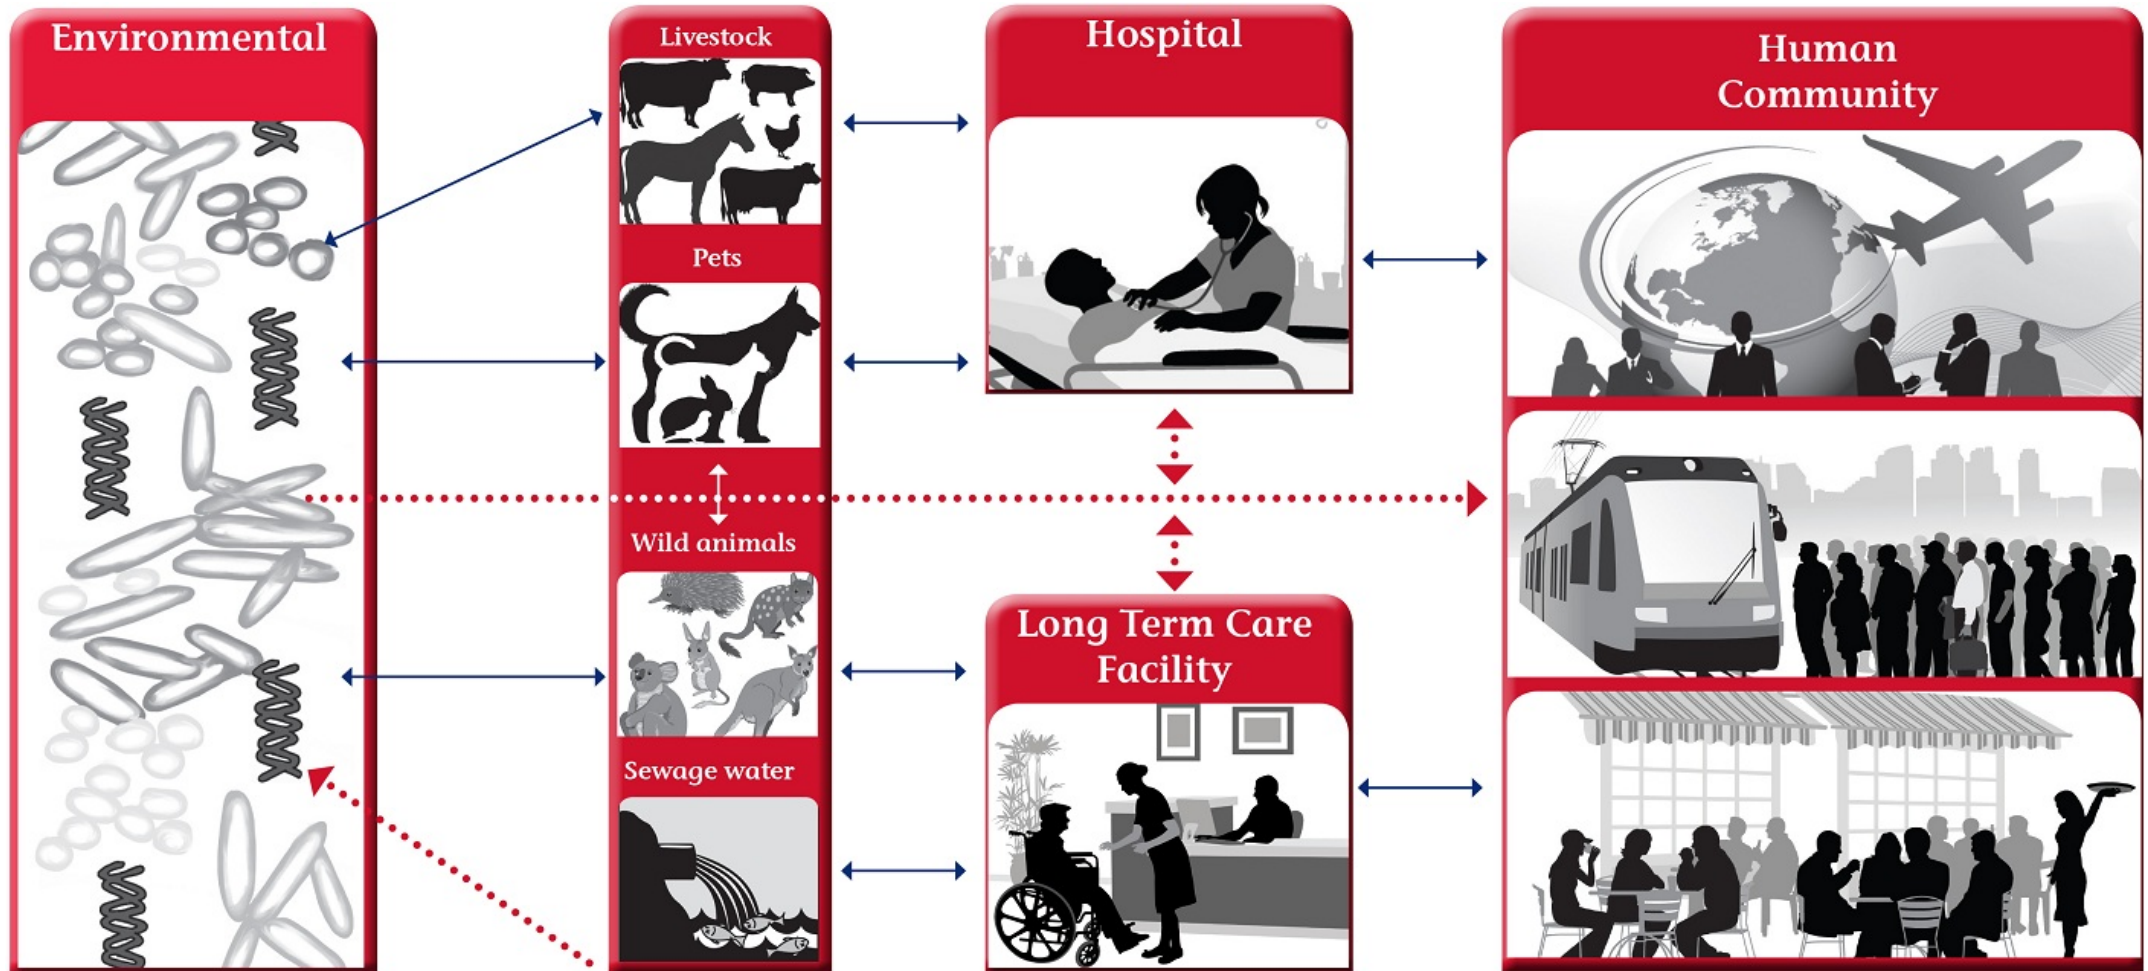 Environmental
Livestock
Pets
Wild animals
Sewage water
Hospital
Long Term Care
Facility
Human
Community